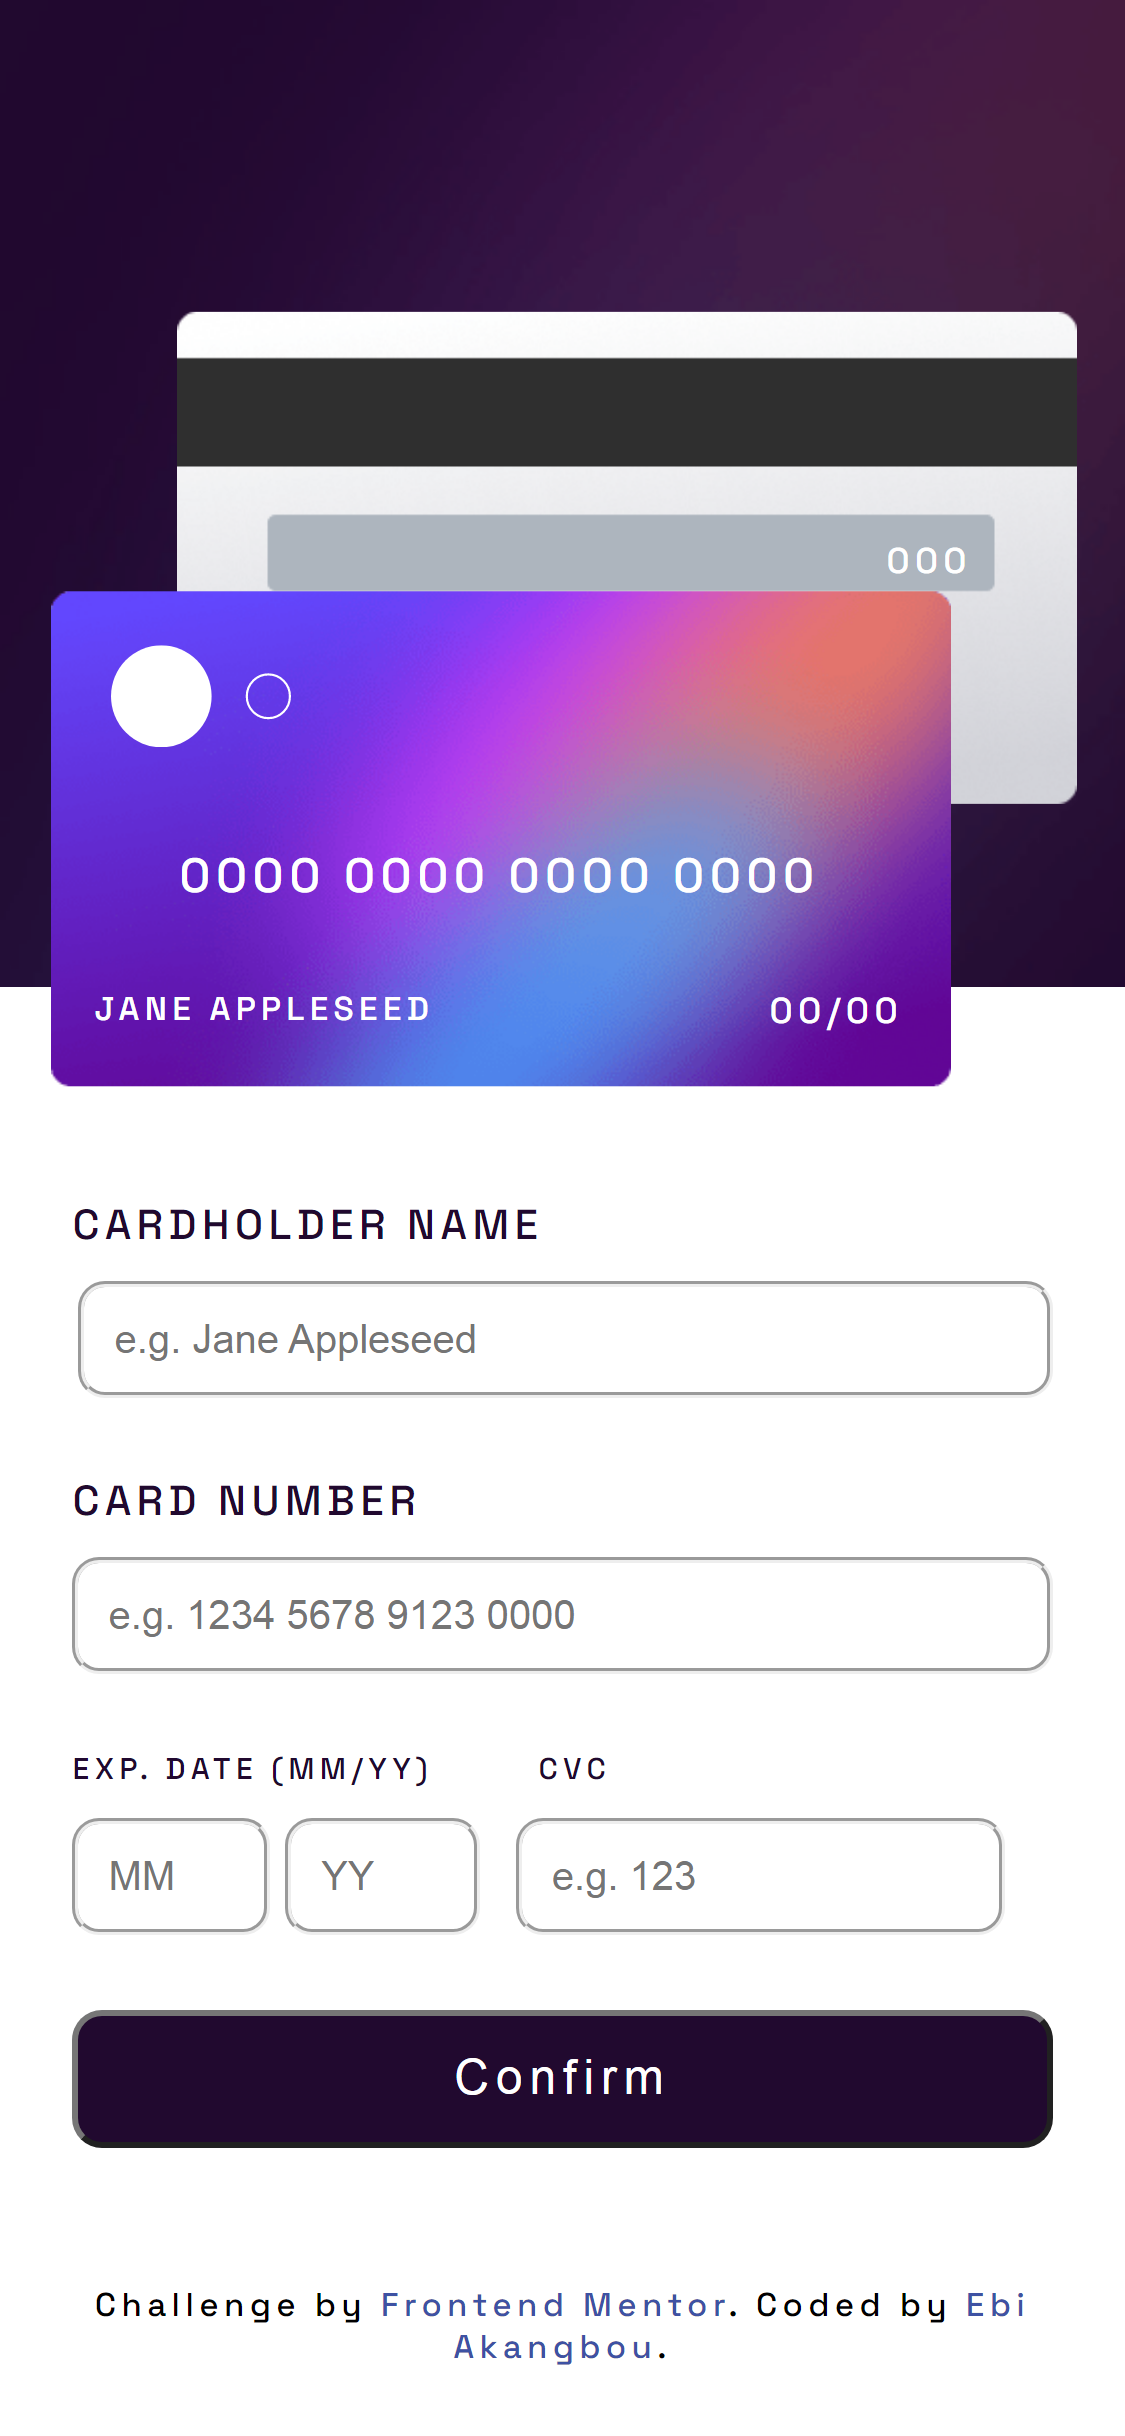 000
0000 0000 0000 0000
JANE APPLESEED
00/00
CARDHOLDER NAME
e.g. Jane Appleseed
CARD NUMBER
e.g. 1234 5678 9123 0000
EXP. DATE (MM/YY)
CVC
MM
YY
e.g. 123
Confirm
Challenge by Frontend Mentor. Coded by Ebi
Akangbou.